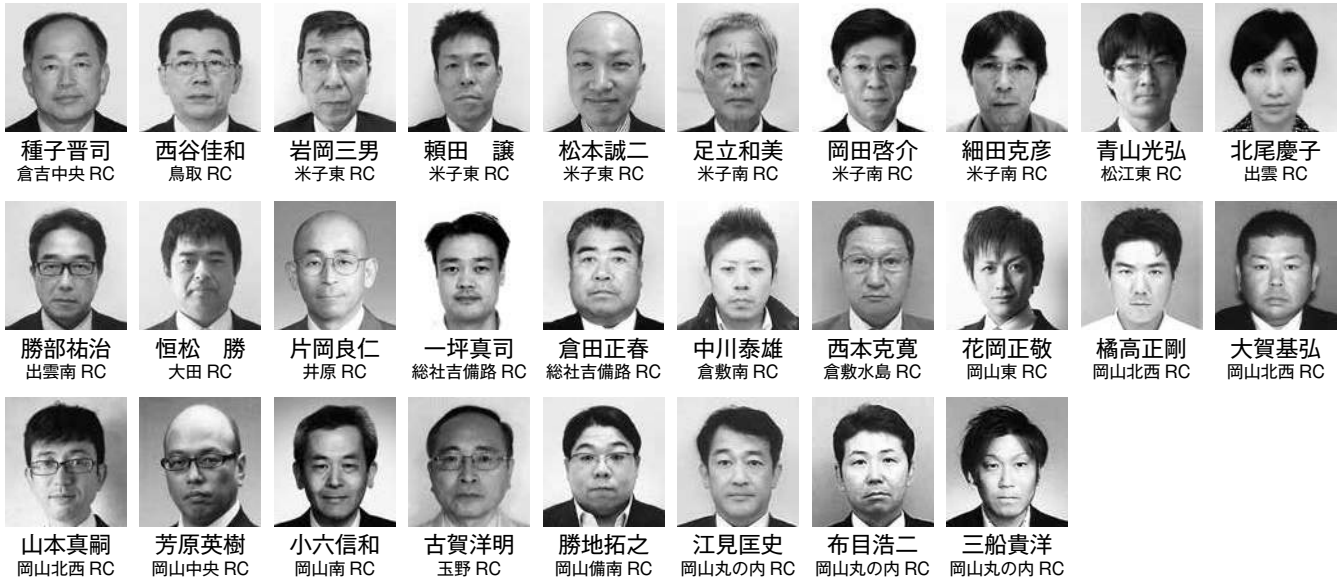 種子晋司
倉吉中央 RC
西谷佳和
鳥取 RC
岩岡三男
米子東 RC
頼田　譲
米子東 RC
松本誠二
米子東 RC
足立和美
米子南 RC
岡田啓介
米子南 RC
細田克彦
米子南 RC
青山光弘
松江東 RC
北尾慶子
出雲 RC
勝部祐治
出雲南 RC
恒松　勝
大田 RC
片岡良仁
井原 RC
一坪真司
総社吉備路 RC
倉田正春
総社吉備路 RC
中川泰雄
倉敷南 RC
西本克寛
倉敷水島 RC
花岡正敬
岡山東 RC
橘高正剛
岡山北西 RC
大賀基弘
岡山北西 RC
山本真嗣
岡山北西 RC
芳原英樹
岡山中央 RC
小六信和
岡山南 RC
古賀洋明
玉野 RC
勝地拓之
岡山備南 RC
江見匡史
岡山丸の内 RC
布目浩二
岡山丸の内 RC
三船貴洋
岡山丸の内 RC